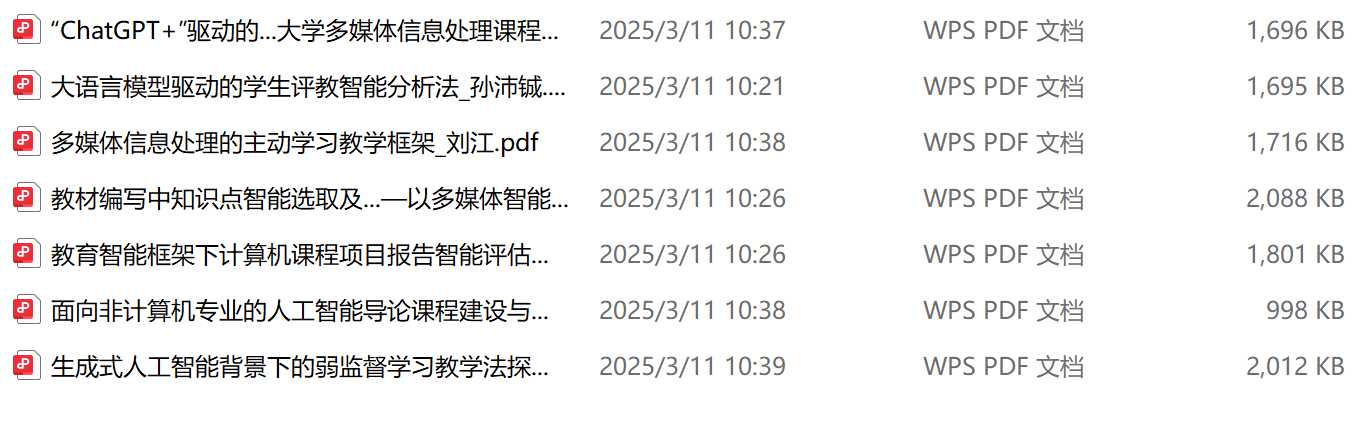 “ChatGPT+”驱动的...大学多媒体信息处理课程... 2025/3/11 10:37 WPS PDF 文档 1,696 KB
大语言模型驱动的学生评教智能分析法_孙沛钺.... 2025/3/11 10:21 WPS PDF 文档 1,695 KB
多媒体信息处理的主动学习教学框架_刘江.pdf 2025/3/11 10:38 WPS PDF 文档 1,716 KB
教材编写中知识点智能选取及...—以多媒体智能... 2025/3/11 10:26 WPS PDF 文档 2,088 KB
教育智能框架下计算机课程项目报告智能评估... 2025/3/11 10:26 WPS PDF 文档 1,801 KB
面向非计算机专业的人工智能导论课程建设与... 2025/3/11 10:38 WPS PDF 文档 998 KB
生成式人工智能背景下的弱监督学习教学法探... 2025/3/11 10:39 WPS PDF 文档 2,012 KB